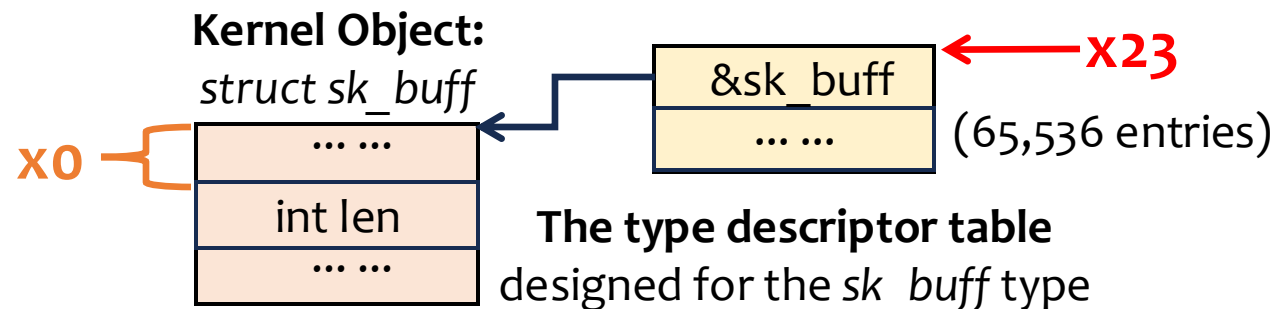 Kernel Object:
struct sk_buff
... ...
x0
int len
... ...
&sk_buff
... ...
x23
(65,536 entries)
The type descriptor table
designed for the sk_buff type